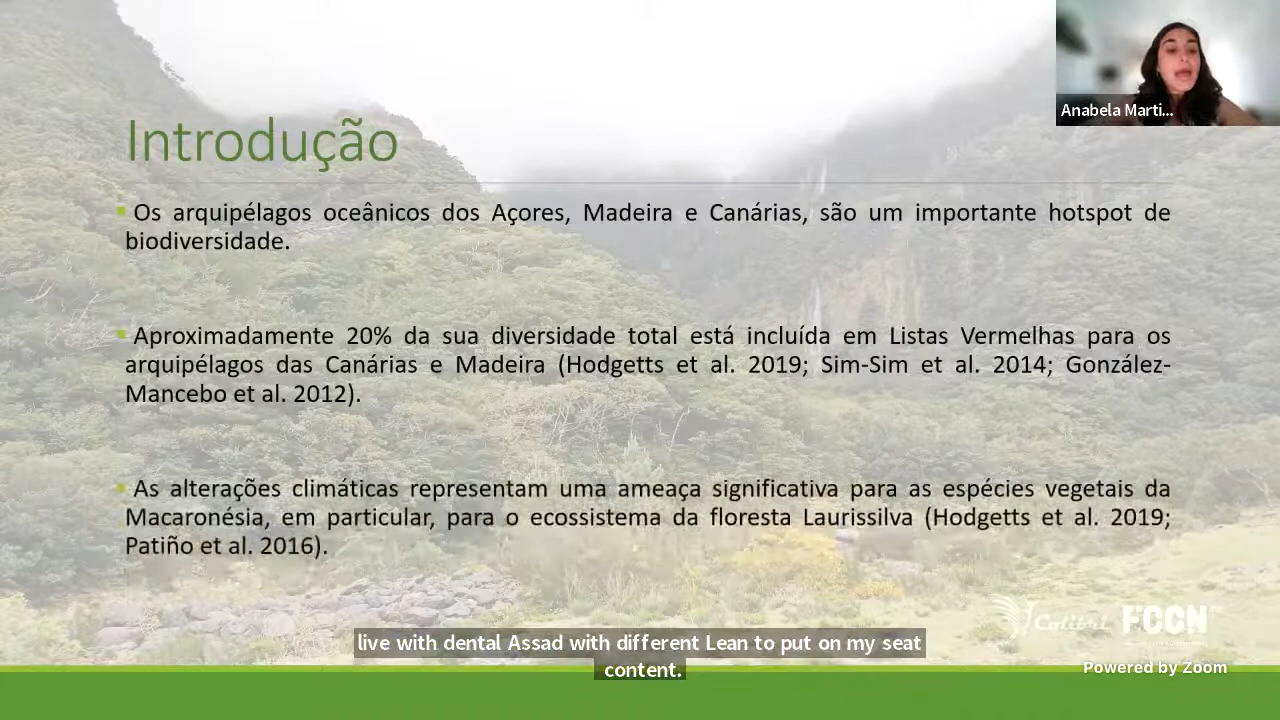 Anabela Marti...
Introdução
Os arquipélagos oceânicos dos Açores, Madeira e Canárias, são um importante hotspot de
biodiversidade.
Aproximadamente 20% da sua diversidade total está incluída em Listas Vermelhas para os
arquipélagos das Canárias e Madeira (Hodgetts et al. 2019; Sim-Sim et al. 2014; González-
Mancebo et al. 2012).
As alterações climáticas representam uma ameaça significativa para as espécies vegetais da
Macaronésia, em particular, para o ecossistema da floresta Laurissilva (Hodgetts et al. 2019;
Patiño et al. 2016).
Colibri FCCN
live with dental Assad with different Lean to put on my seat
content.
Powered by Zoom